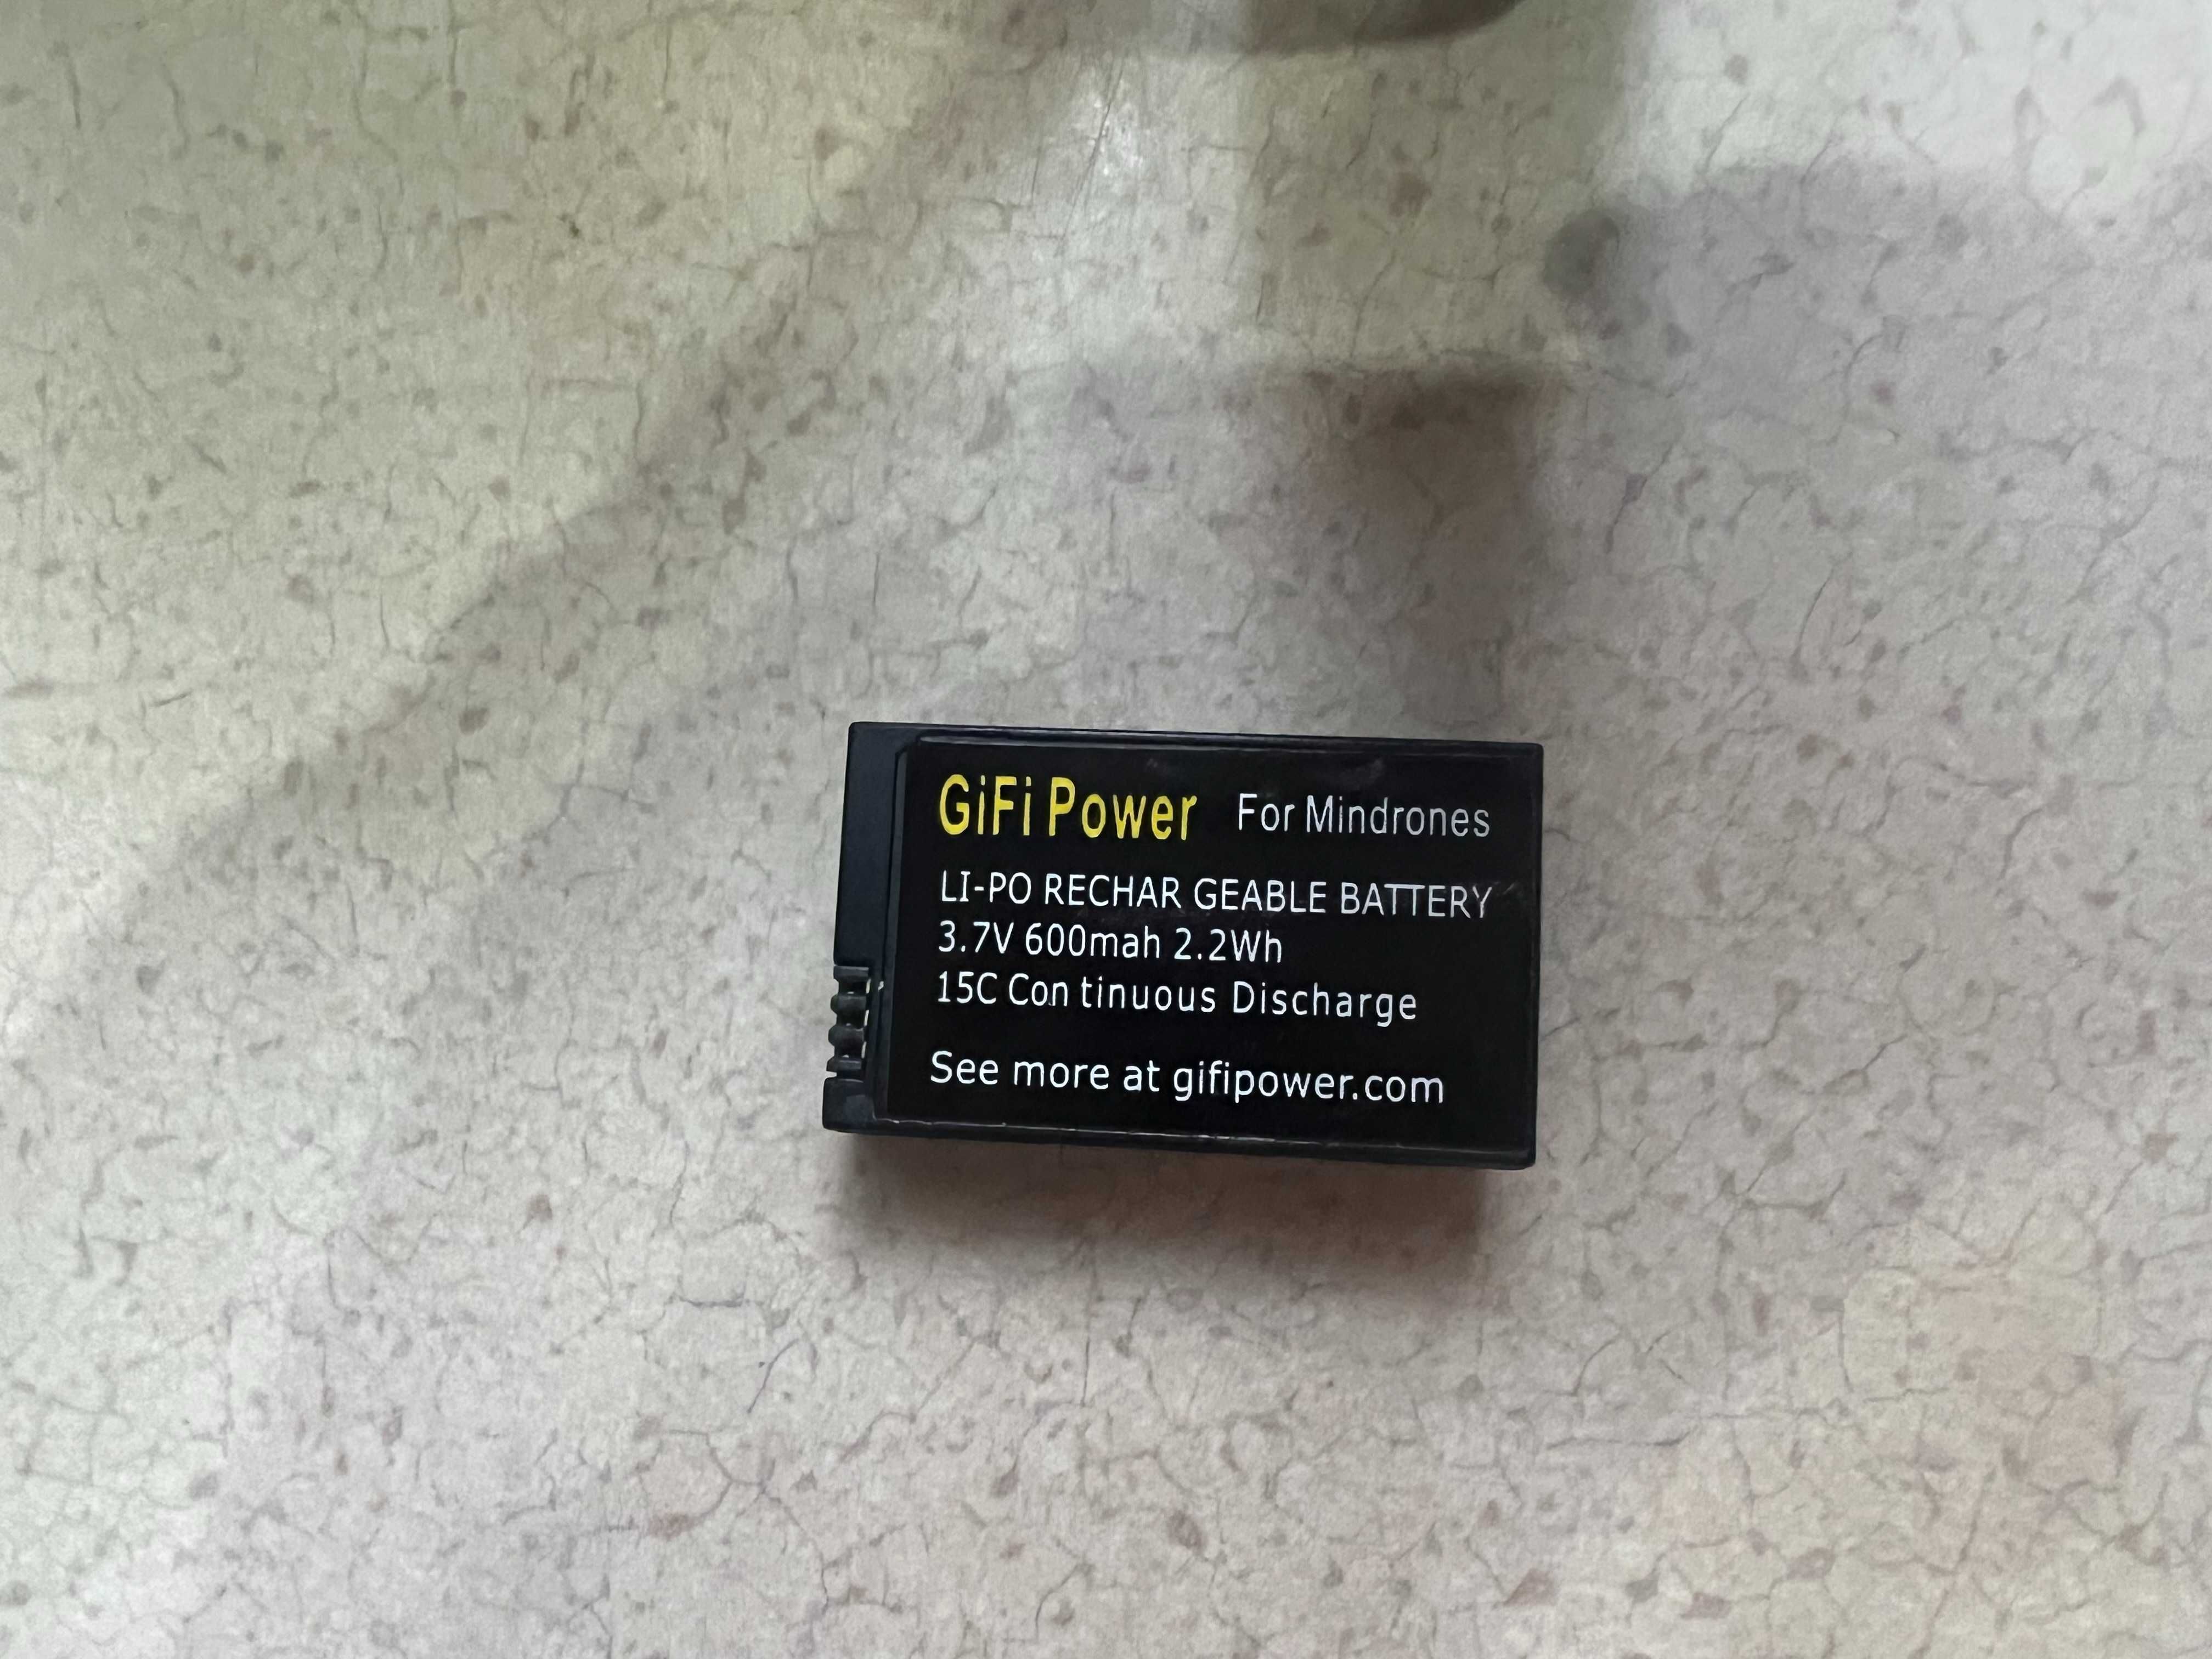 GiFi Power For Mindrones
LI-PO RECHAR GEABLE BATTERY
3.7V 600mah 2.2Wh
15C Con tinuous Discharge
See more at gifipower.com